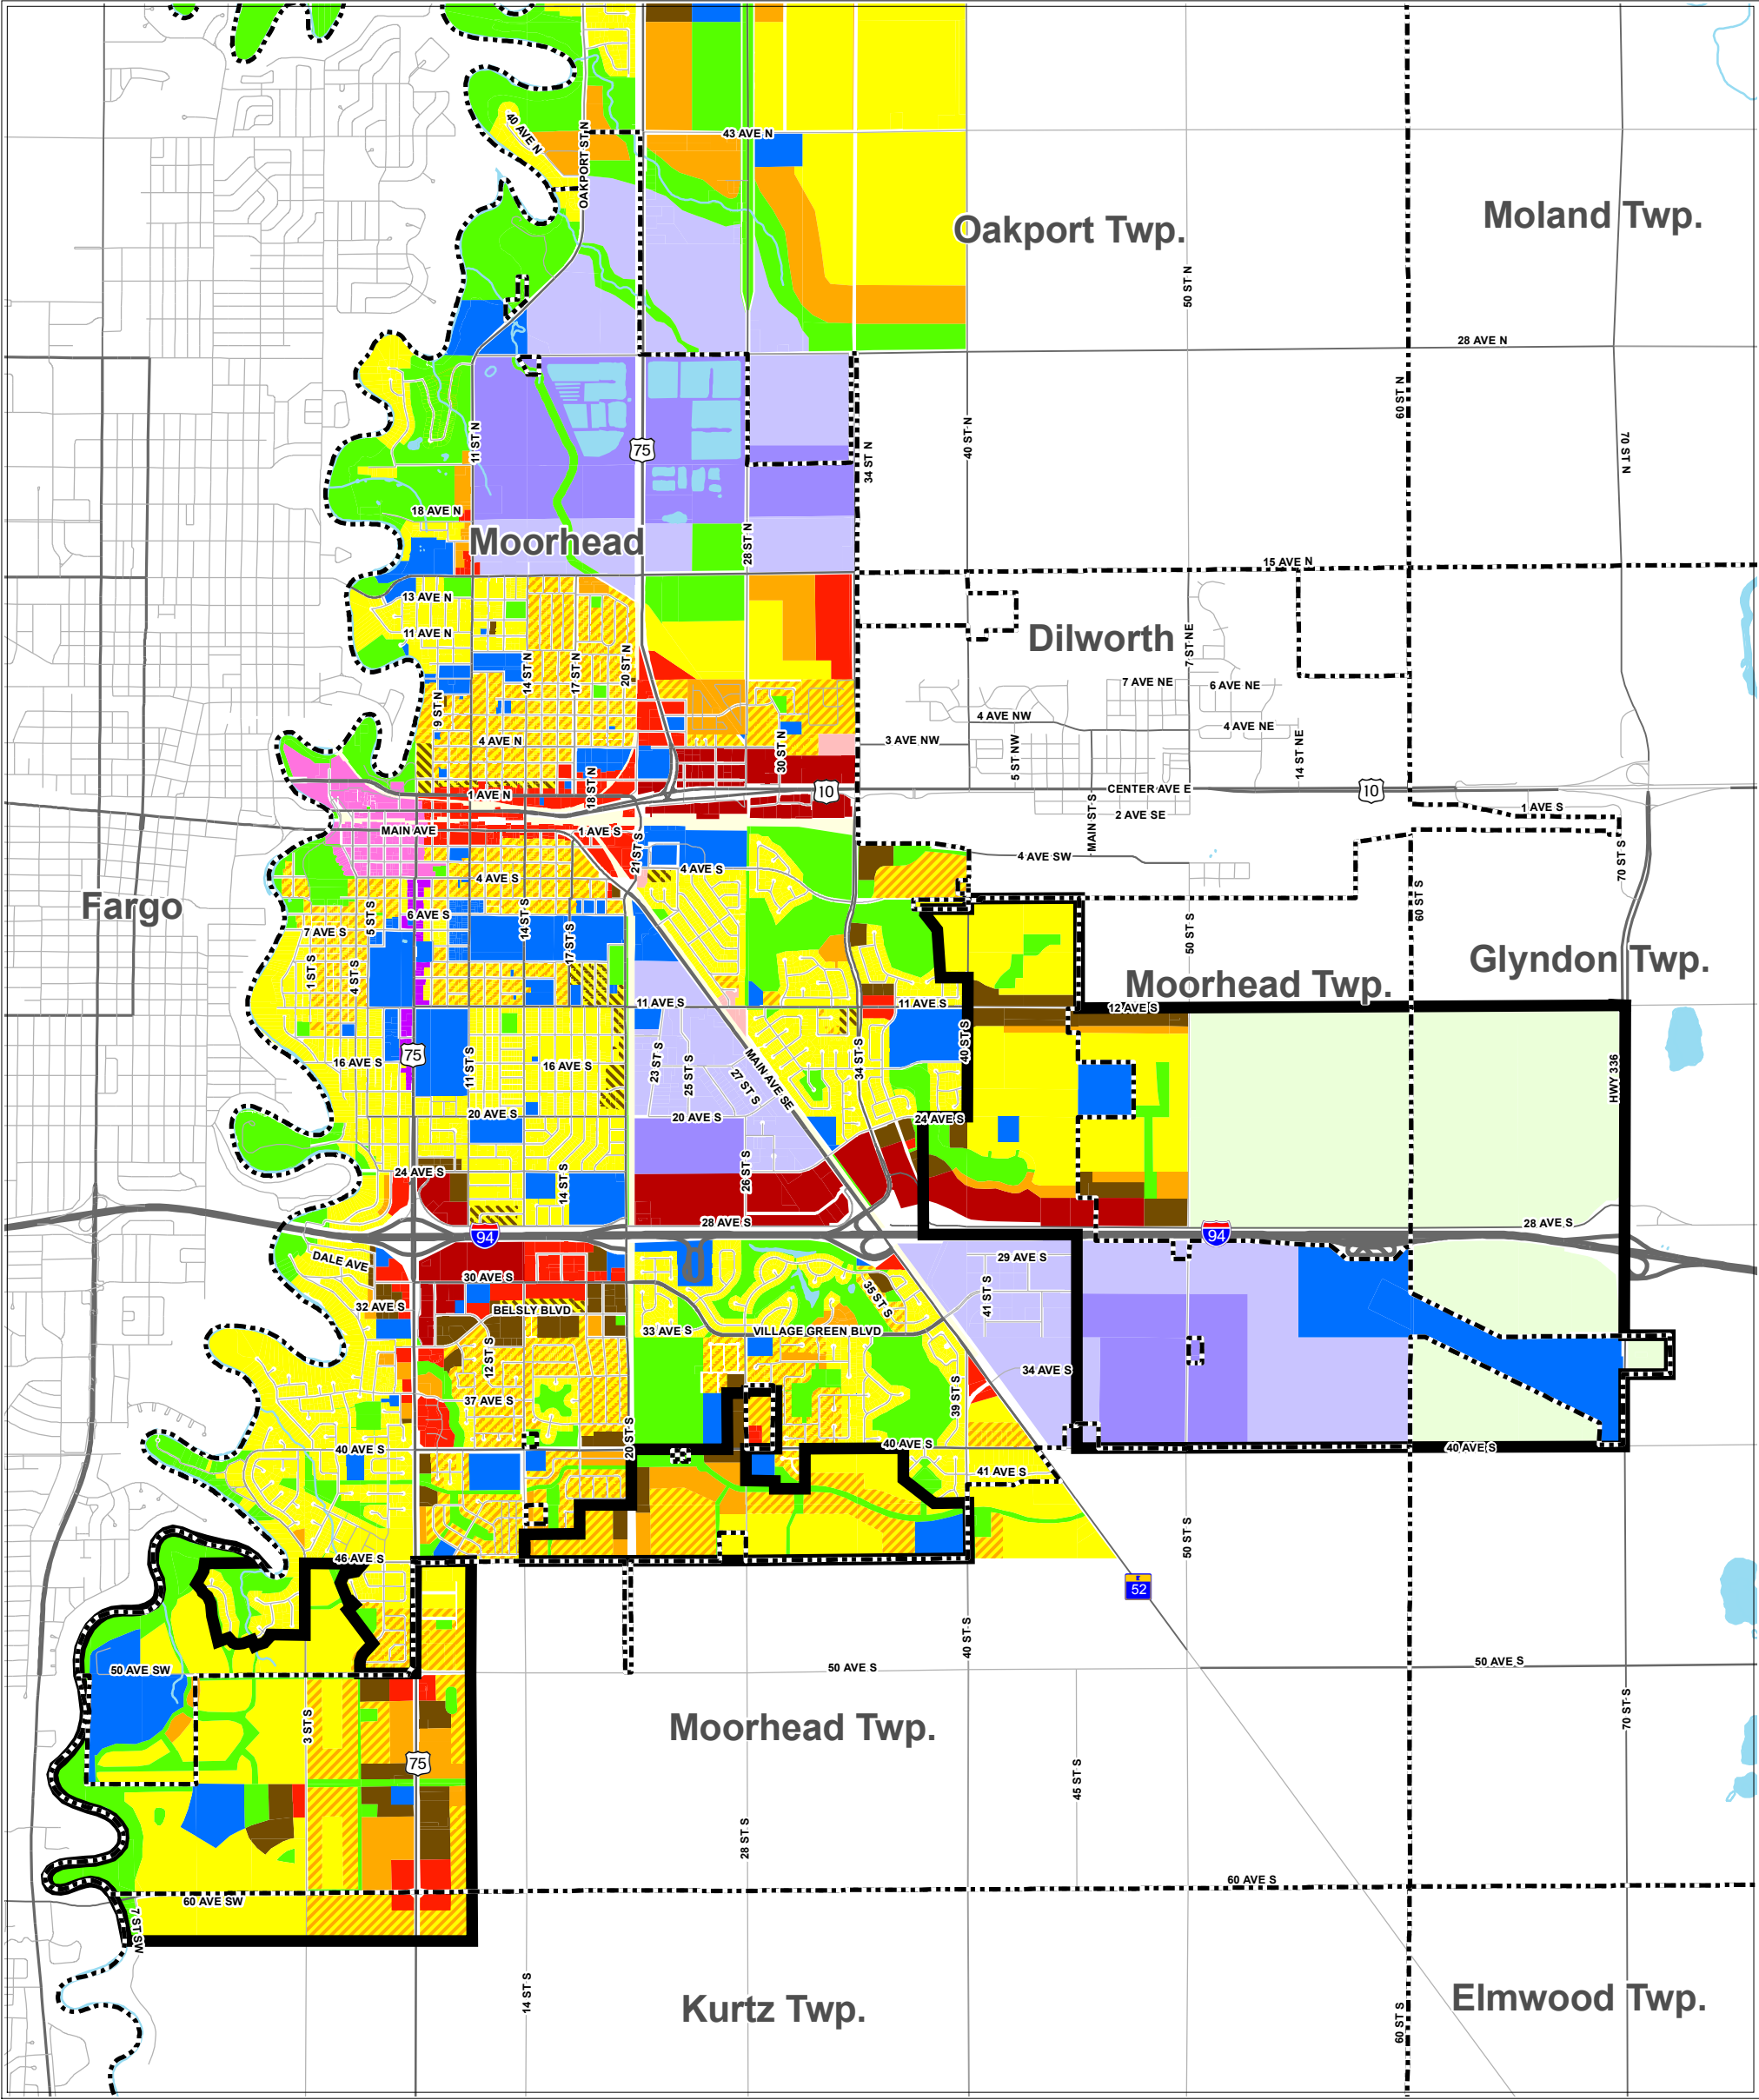 40 AVE N
OAKPORT ST N
43 AVE N
Oakport Twp.
Moland Twp.
50 ST N
28 AVE N
60 ST N
11 ST N
75
34 ST N
40 ST N
70 ST N
18 AVE N
Moorhead
28 ST N
15 AVE N
13 AVE N
11 AVE N
Dilworth
14 ST N
17 ST N
20 ST N
7 ST NE
7 AVE NE
6 AVE NE
9 ST N
4 AVE N
30 ST N
4 AVE NW
4 AVE NE
3 AVE NW
5 ST NW
14 ST NE
1 AVE N
18 ST N
10
CENTER AVE E
10
1 AVE S
MAIN AVE
1 AVE S
21 ST S
2 AVE SE
MAIN ST S
4 AVE S
4 AVE S
4 AVE SW
70 ST S
Fargo
5 ST S
6 AVE S
14 ST S
17 ST S
60 ST S
7 AVE S
1 ST S
4 ST S
50 ST S
Glyndon Twp.
Moorhead Twp.
11 AVE S
11 AVE S
12 AVE S
75
16 AVE S
11 ST S
16 AVE S
23 ST S
25 ST S
27 ST S
MAIN AVE SE
34 ST S
40 ST S
HWY 336
20 AVE S
20 AVE S
24 AVE S
24 AVE S
14 ST S
26 ST S
28 AVE S
94
94
28 AVE S
DALE AVE
30 AVE S
29 AVE S
32 AVE S
BELSLY BLVD
35 ST S
41 ST S
33 AVE S
VILLAGE GREEN BLVD
12 ST S
34 AVE S
37 AVE S
39 ST S
40 AVE S
20 ST S
40 AVE S
40 AVE S
41 AVE S
50 ST S
46 AVE S
52
40 ST S
50 AVE SW
50 AVE S
50 AVE S
3 ST S
Moorhead Twp.
70 ST S
75
45 ST S
28 ST S
60 AVE S
60 AVE SW
7 ST SW
14 ST S
Kurtz Twp.
Elmwood Twp.
60 ST S